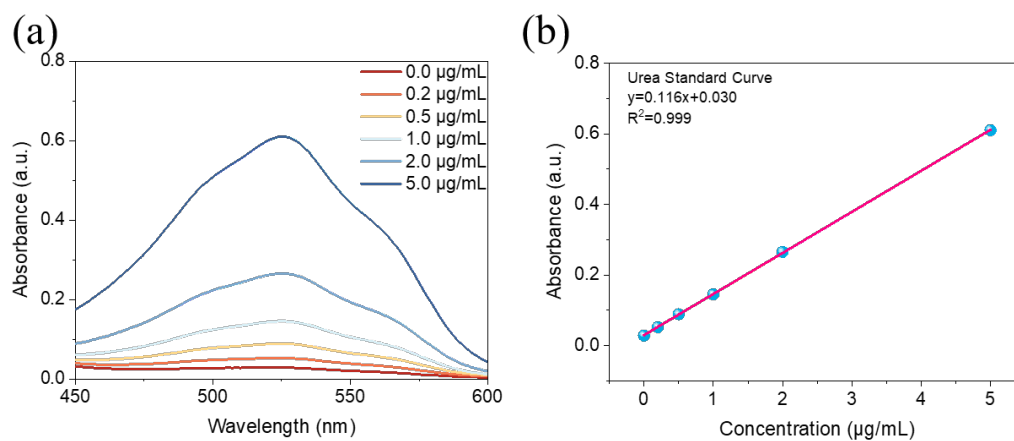 (a)
0.8
0.6
0.4
0.2
0.0
Absorbance (a.u.)
450
500
550
600
Wavelength (nm)
0.0 μg/mL
0.2 μg/mL
0.5 μg/mL
1.0 μg/mL
2.0 μg/mL
5.0 μg/mL
(b)
0.8
0.6
0.4
0.2
0.0
Absorbance (a.u.)
Urea Standard Curve
y=0.116x+0.030
R²=0.999
0
1
2
3
4
5
Concentration (μg/mL)